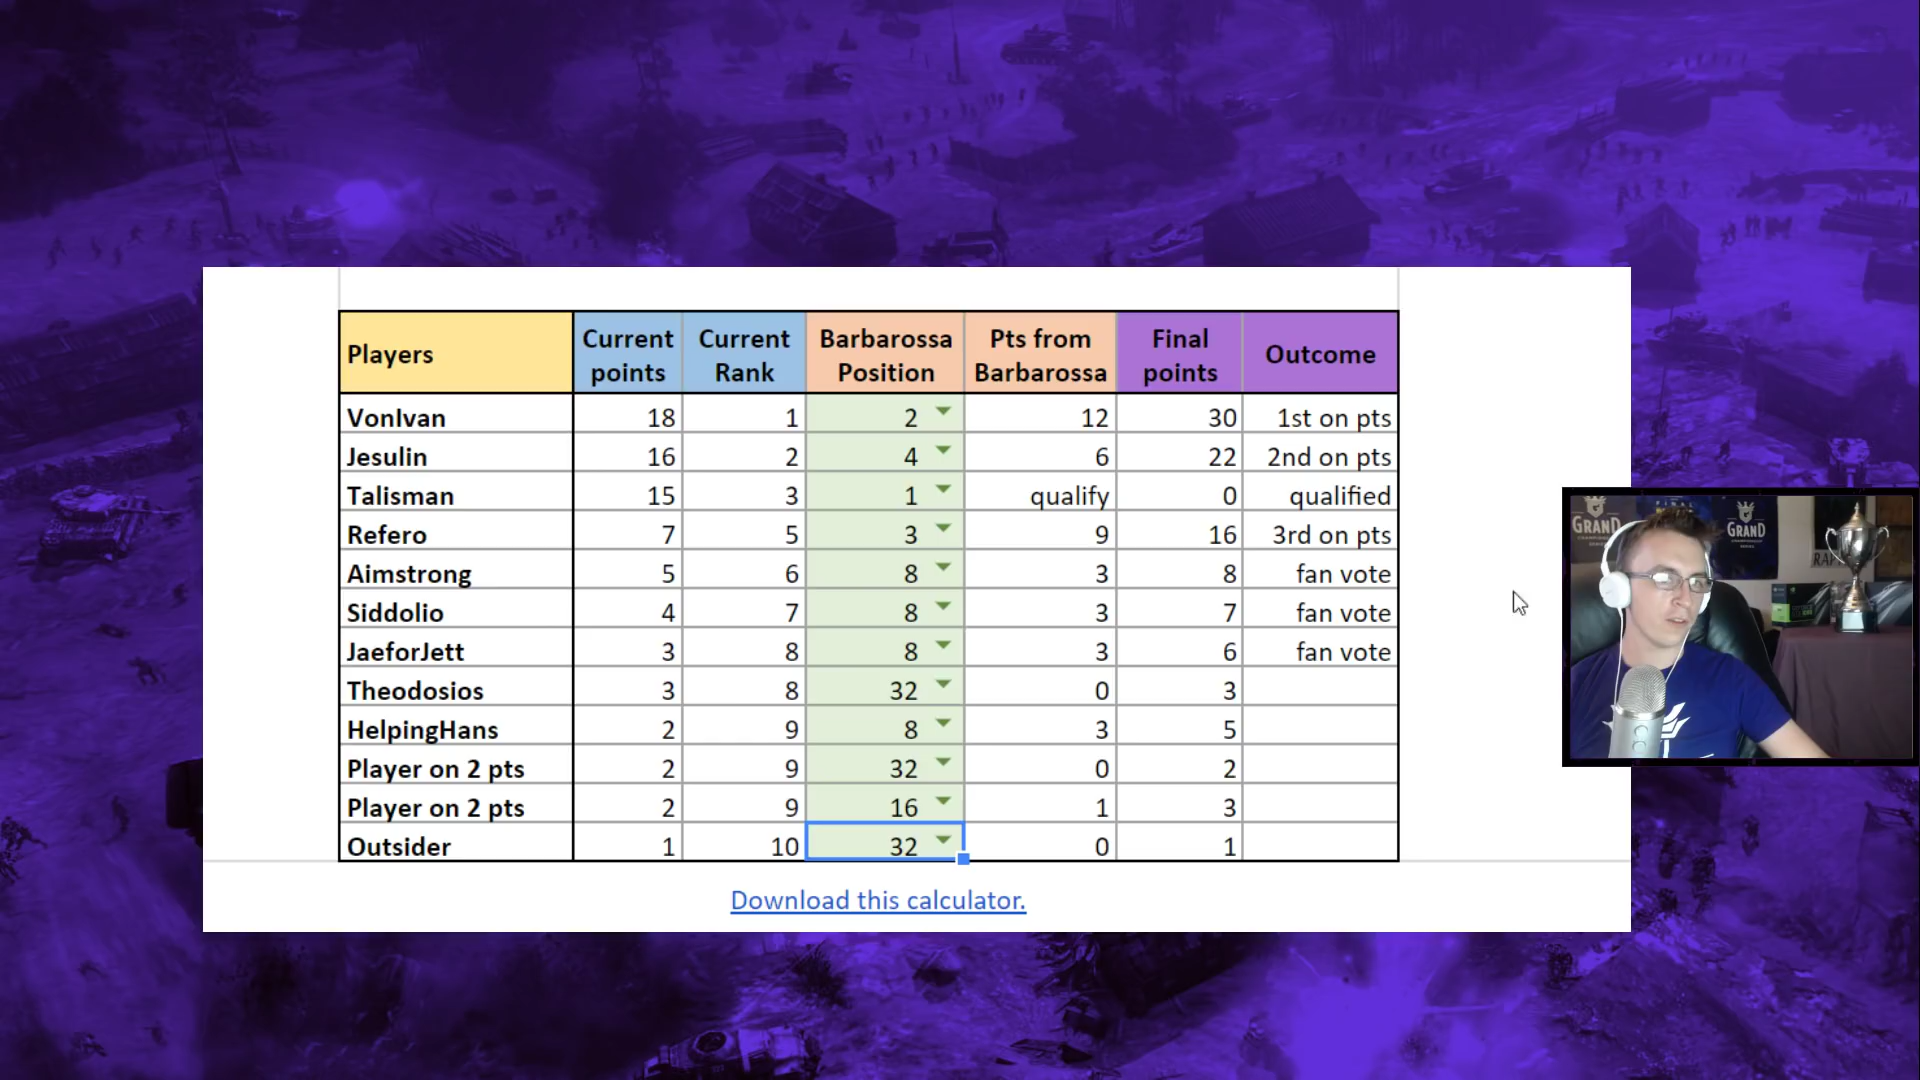 Players Current points Current Rank Barbarossa Position Pts from Barbarossa Final points Outcome
VonIvan 18 1 2 12 30 1st on pts
Jesulin 16 2 4 6 22 2nd on pts
Talisman 15 3 1 qualify 0 qualified
Refero 7 5 3 9 16 3rd on pts
Aimstrong 5 6 8 3 8 fan vote
Siddolio 4 7 8 3 7 fan vote
JaeforJett 3 8 8 3 6 fan vote
Theodosios 3 8 32 0 3
HelpingHans 2 9 8 3 5
Player on 2 pts 2 9 32 0 2
Player on 2 pts 2 9 16 1 3
Outsider 1 10 32 0 1
Download this calculator.
GRAND
GRAND